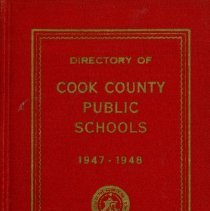 DIRECTORY OF
COOK COUNTY
PUBLIC
SCHOOLS
1947-1948